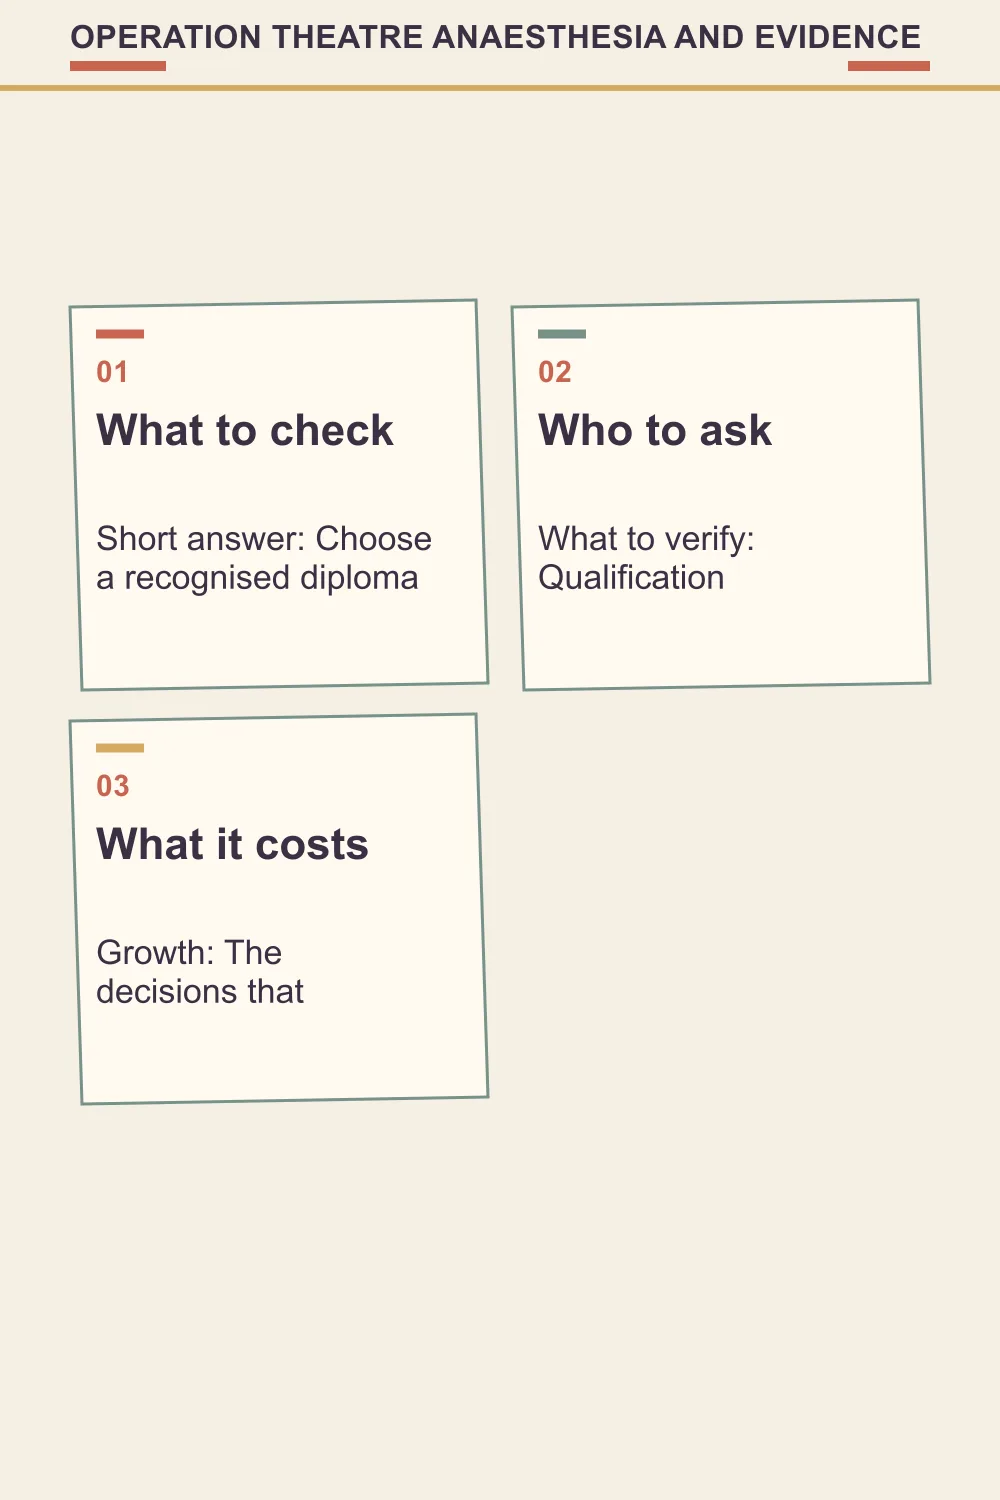 OPERATION THEATRE ANAESTHESIA AND EVIDENCE
01
What to check
Short answer: Choose
a recognised diploma
02
Who to ask
What to verify:
Qualification
03
What it costs
Growth: The
decisions that